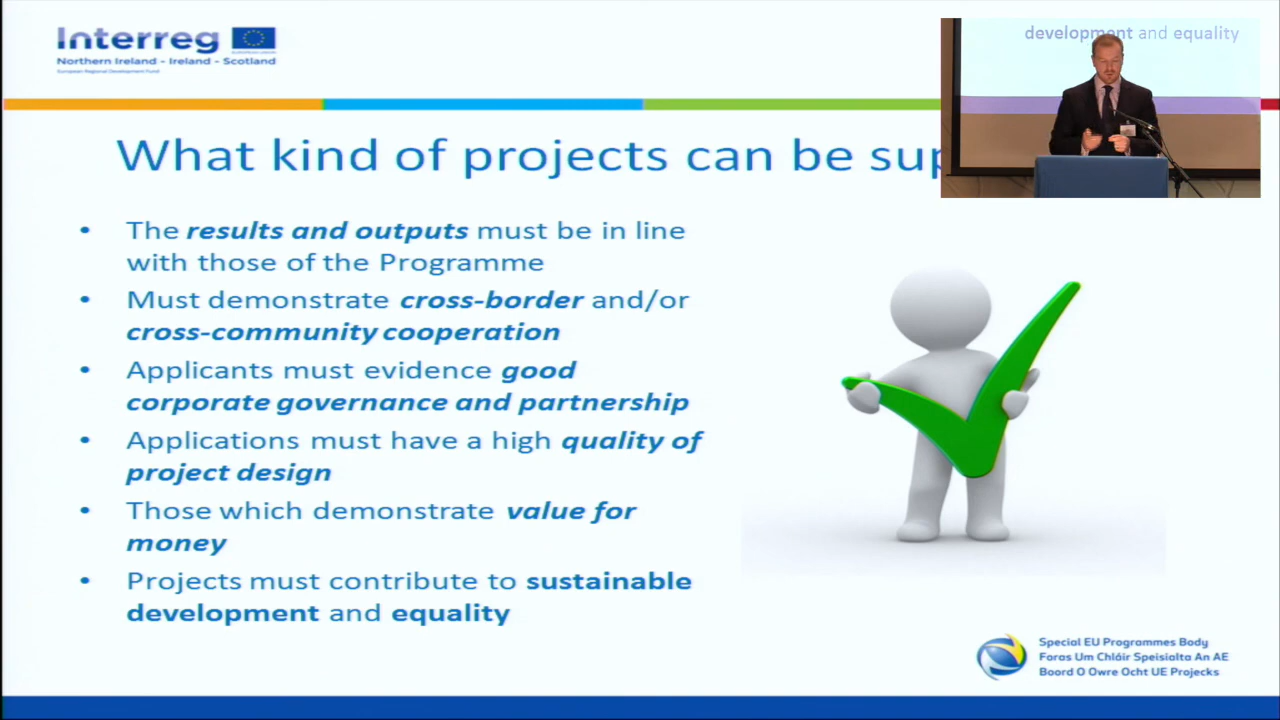 Interreg
Northern Ireland - Ireland - Scotland
European Regional Development Fund
development and equality
What kind of projects can be sup
• The results and outputs must be in line
with those of the Programme
• Must demonstrate cross-border and/or
cross-community cooperation
• Applicants must evidence good
corporate governance and partnership
• Applications must have a high quality of
project design
• Those which demonstrate value for
money
• Projects must contribute to sustainable
development and equality
Special EU Programmes Body
Foras Um Chláir Speisialta An AE
Boord O Owre Ocht UE Projecks